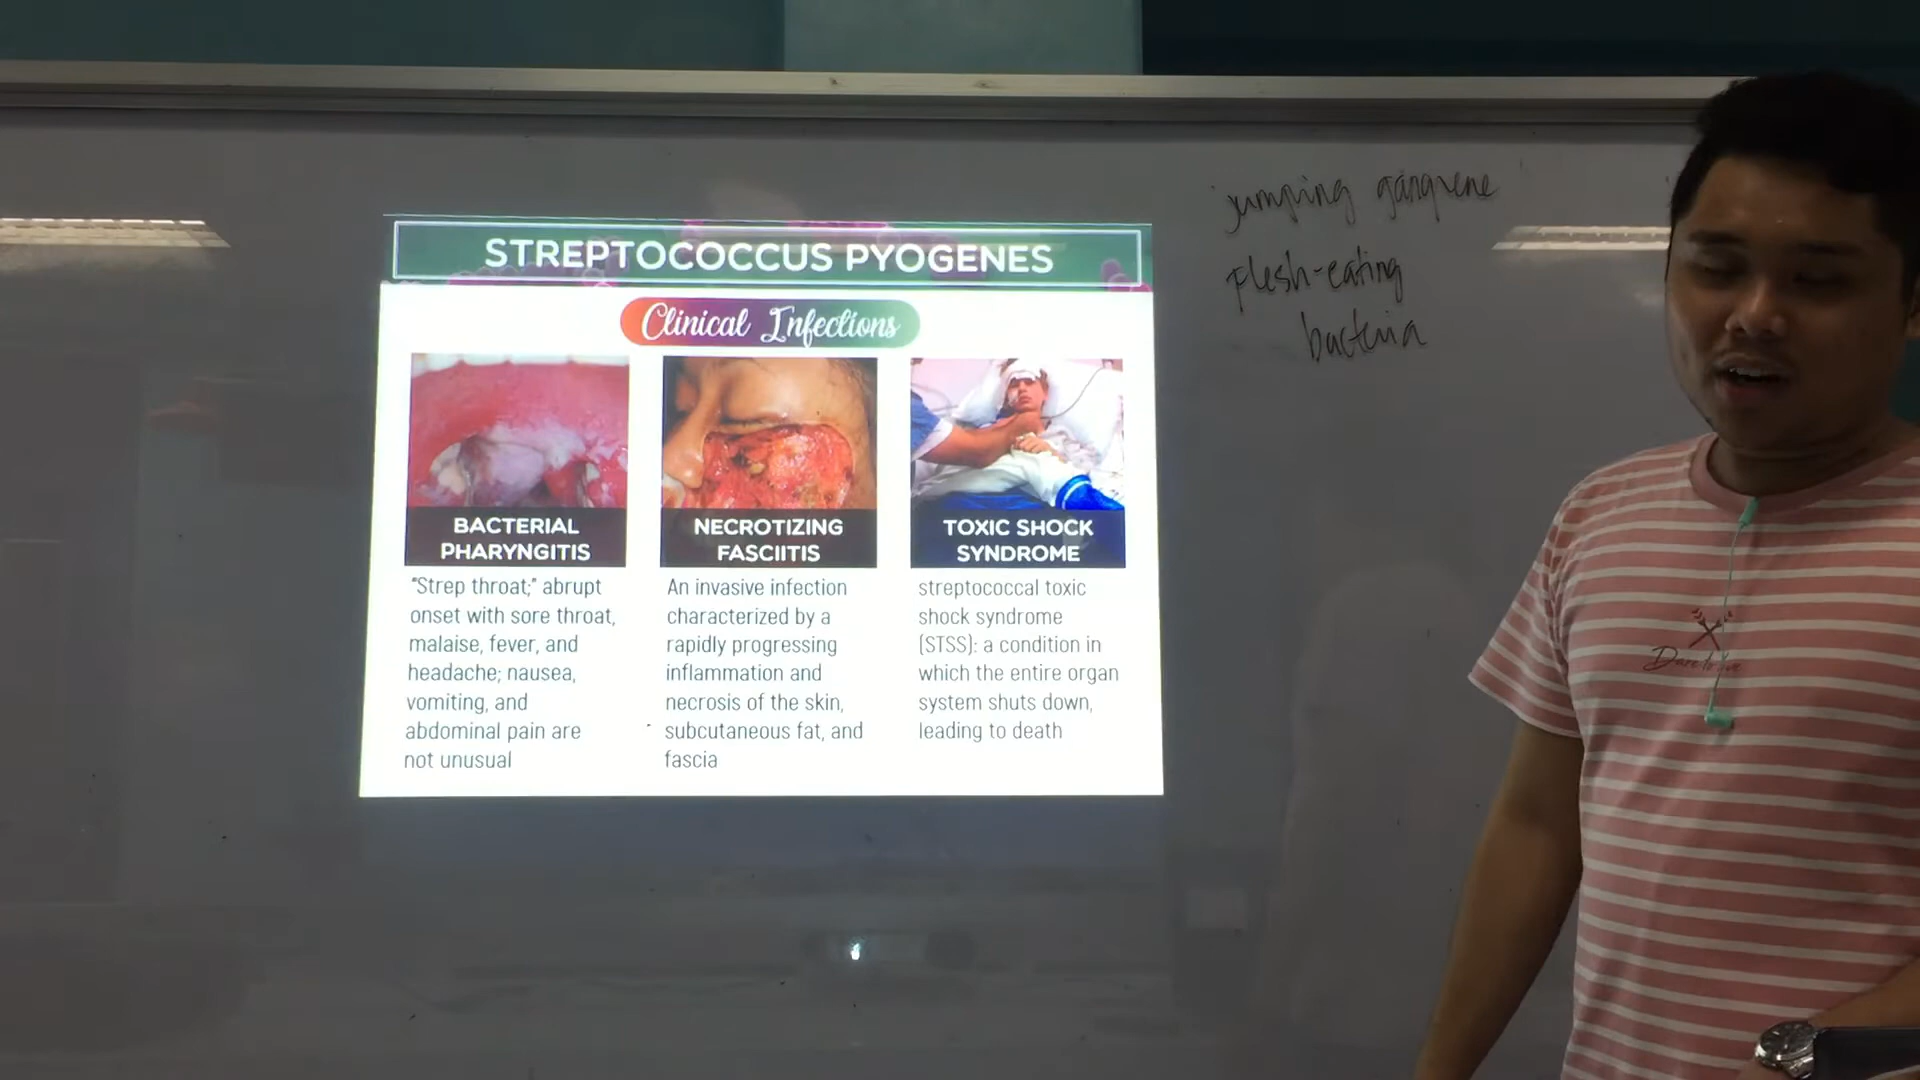 STREPTOCOCCUS PYOGENES
Clinical Infections
BACTERIAL
PHARYNGITIS
"Strep throat;" abrupt
onset with sore throat,
malaise, fever, and
headache; nausea,
vomiting, and
abdominal pain are
not unusual
NECROTIZING
FASCIITIS
An invasive infection
characterized by a
rapidly progressing
inflammation and
necrosis of the skin,
subcutaneous fat, and
fascia
TOXIC SHOCK
SYNDROME
streptococcal toxic
shock syndrome
(STSS): a condition in
which the entire organ
system shuts down,
leading to death
jumping gangrene
Flesh-eating
bacteria